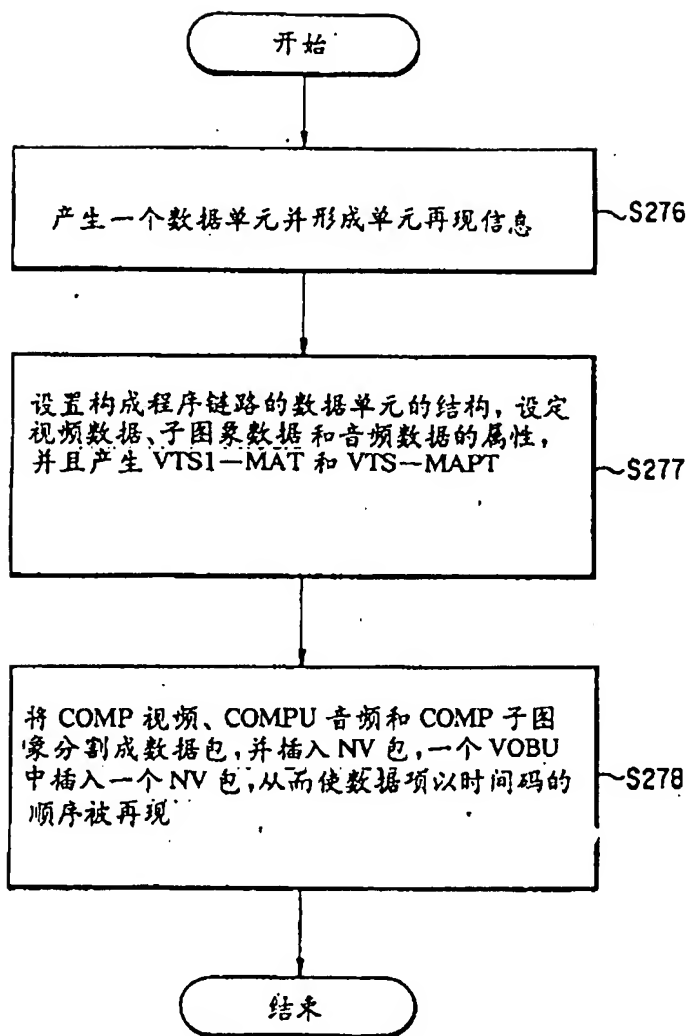 开始
产生一个数据单元并形成单元再现信息
S276
设置构成程序链路的数据单元的结构，设定
视频数据、子图象数据和音频数据的属性，
并且产生 VTS1—MAT 和 VTS—MAPT
S277
将 COMP 视频、COMPU 音频和 COMP 子图
象分割成数据包，并插入 NV 包，一个 VOBU
中插入一个 NV 包，从而使数据项以时间码的
顺序被再现
S278
结束